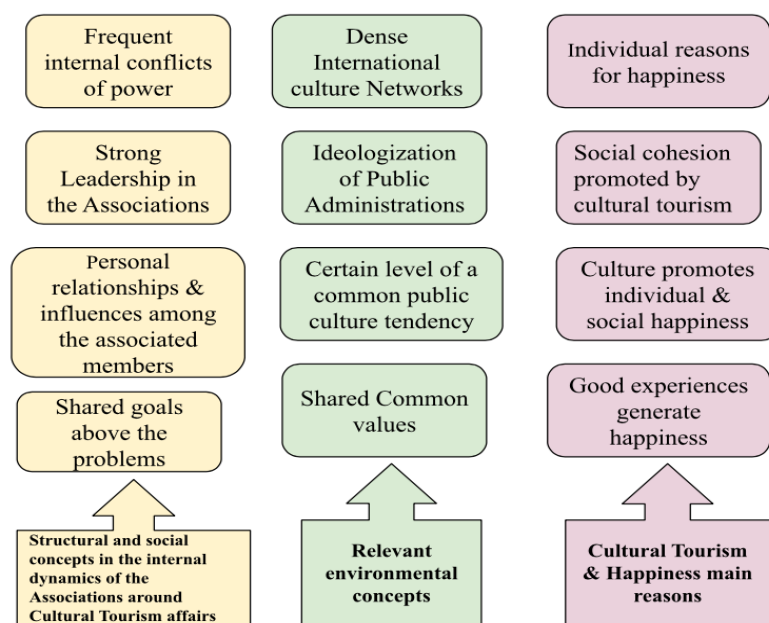 Frequent
internal conflicts
of power
Strong
Leadership in
the Associations
Personal
relationships &
influences among
the associated
members
Shared goals
above the
problems
Structural and social
concepts in the internal
dynamics of the
Associations around
Cultural Tourism affairs
Dense
International
culture Networks
Ideologization
of Public
Administrations
Certain level of a
common public
culture tendency
Shared Common
values
Relevant
environmental
concepts
Individual reasons
for happiness
Social cohesion
promoted by
cultural tourism
Culture promotes
individual &
social happiness
Good experiences
generate
happiness
Cultural Tourism
& Happiness main
reasons